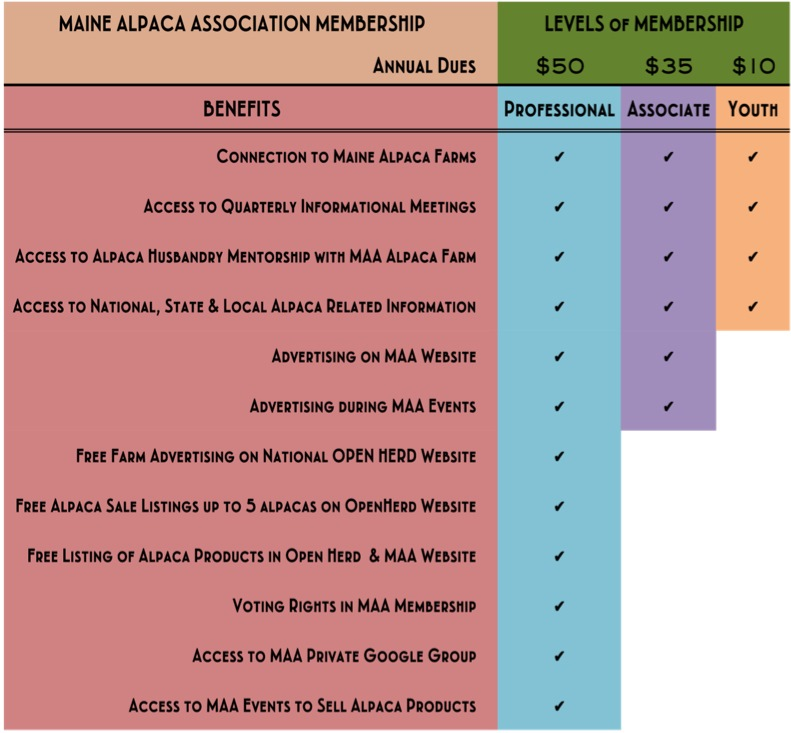 MAINE ALPACA ASSOCIATION MEMBERSHIP LEVELS OF MEMBERSHIP
ANNUAL DUES $50 $35 $10
BENEFITS PROFESSIONAL ASSOCIATE YOUTH
CONNECTION TO MAINE ALPACA FARMS ✔ ✔ ✔
ACCESS TO QUARTERLY INFORMATIONAL MEETINGS ✔ ✔ ✔
ACCESS TO ALPACA HUSBANDRY MENTORSHIP WITH MAA ALPACA FARM ✔ ✔ ✔
ACCESS TO NATIONAL, STATE & LOCAL ALPACA RELATED INFORMATION ✔ ✔ ✔
ADVERTISING ON MAA WEBSITE ✔ ✔
ADVERTISING DURING MAA EVENTS ✔ ✔
FREE FARM ADVERTISING ON NATIONAL OPEN HERD WEBSITE ✔
FREE ALPACA SALE LISTINGS UP TO 5 ALPACAS ON OPENHERD WEBSITE ✔
FREE LISTING OF ALPACA PRODUCTS IN OPEN HERD & MAA WEBSITE ✔
VOTING RIGHTS IN MAA MEMBERSHIP ✔
ACCESS TO MAA PRIVATE GOOGLE GROUP ✔
ACCESS TO MAA EVENTS TO SELL ALPACA PRODUCTS ✔